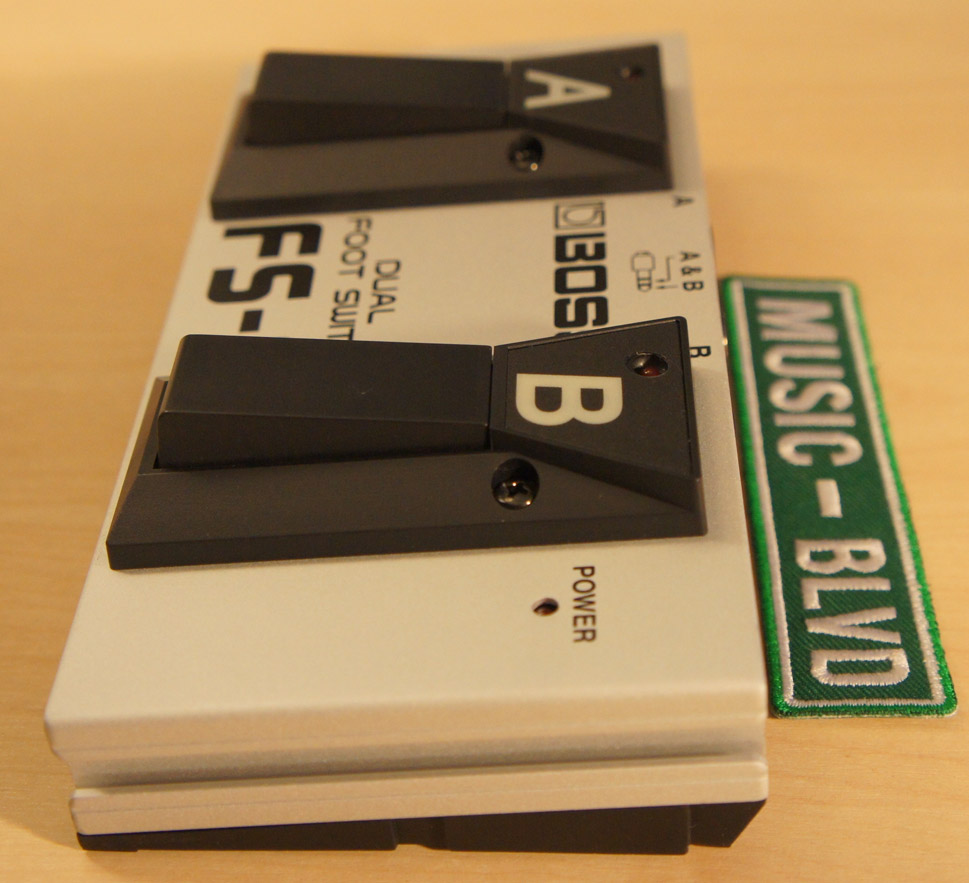 A
FS-
DUAL
FOOT SWIT
BOSS
A
A&B
B
B
POWER
MUSIC-BLVD